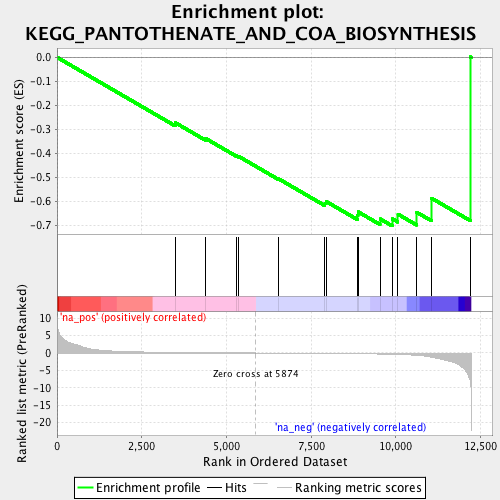 Enrichment plot:
KEGG_PANTOTHENATE_AND_COA_BIOSYNTHESIS
Enrichment score (ES)
0.0
-0.1
-0.2
-0.3
-0.4
-0.5
-0.6
-0.7
'na_pos' (positively correlated)
Ranked list metric (PreRanked)
10
5
0
-5
-10
-15
-20
Zero cross at 5874
'na_neg' (negatively correlated)
0
2,500
5,000
7,500
10,000
12,500
Rank in Ordered Dataset
Enrichment profile
Hits
Ranking metric scores